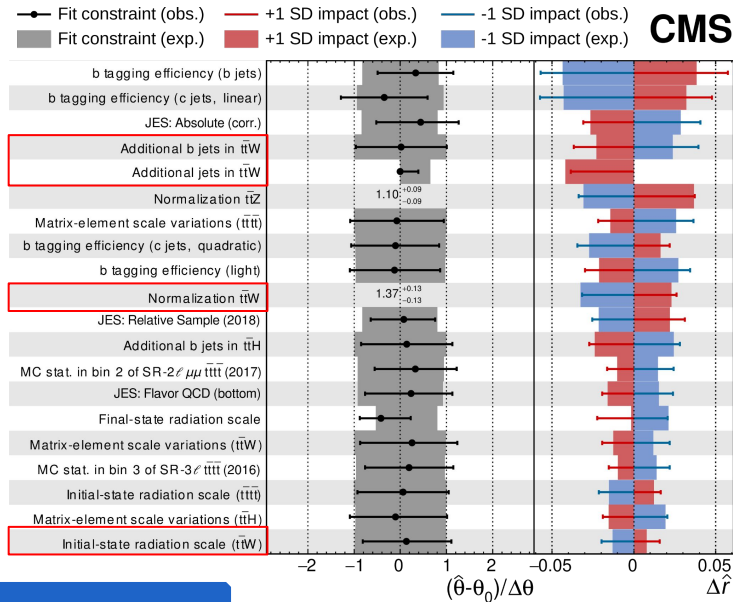 Fit constraint (obs.) +1 SD impact (obs.) -1 SD impact (obs.)
Fit constraint (exp.) +1 SD impact (exp.) -1 SD impact (exp.)
CMS
b tagging efficiency (b jets)
b tagging efficiency (c jets, linear)
JES: Absolute (corr.)
Additional b jets in tt̄W
Additional jets in tt̄W
Normalization tt̄Z 1.10 +0.09 −0.09
Matrix-element scale variations (tt̄tt̄)
b tagging efficiency (c jets, quadratic)
b tagging efficiency (light)
Normalization tt̄W 1.37 +0.13 −0.13
JES: Relative Sample (2018)
Additional b jets in tt̄H
MC stat. in bin 2 of SR-2ℓ μμ tt̄tt̄ (2017)
JES: Flavor QCD (bottom)
Final-state radiation scale
Matrix-element scale variations (tt̄W)
MC stat. in bin 3 of SR-3ℓ tt̄tt̄ (2016)
Initial-state radiation scale (tt̄tt̄)
Matrix-element scale variations (tt̄H)
Initial-state radiation scale (tt̄W)
−2 −1 0 1 2 −0.05 0 0.05
(θ̂-θ₀)/Δθ Δr̂